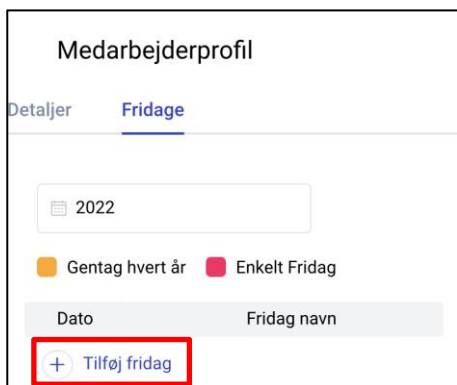 Medarbejderprofil
Detaljer Fridage
2022
Gentag hvert år Enkelt Fridag
Dato Fridag navn
+ Tilføj fridag